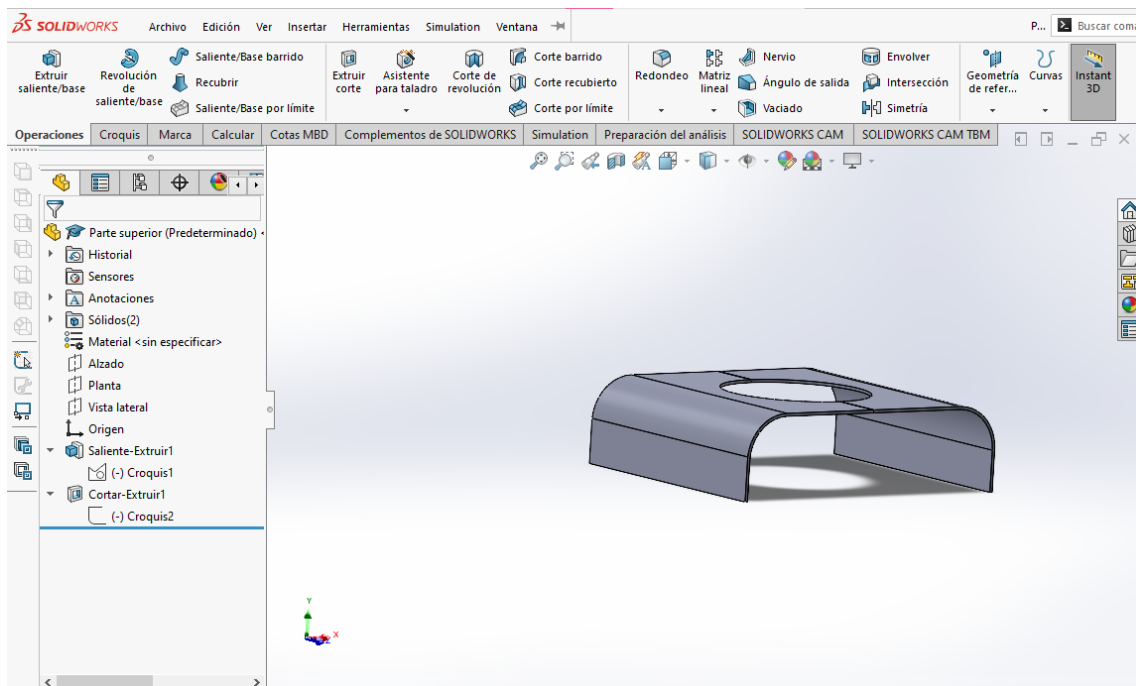 SOLIDWORKS Archivo Edición Ver Insertar Herramientas Simulation Ventana P... Buscar coma
Extruir saliente/base
Revolución de saliente/base
Saliente/Base barrido
Recubrir
Saliente/Base por límite
Extruir corte
Asistente para taladro
Corte de revolución
Corte barrido
Corte recubierto
Corte por límite
Redondeo
Matriz lineal
Nervio
Ángulo de salida
Vaciado
Envolver
Intersección
Simetría
Geometría de refer...
Curvas
Instant 3D
Operaciones Croquis Marca Calcular Cotas MBD Complementos de SOLIDWORKS Simulation Preparación del análisis SOLIDWORKS CAM SOLIDWORKS CAM TBM
Parte superior (Predeterminado) <
Historial
Sensores
Anotaciones
Sólidos(2)
Material <sin especificar>
Alzado
Planta
Vista lateral
Origen
Saliente-Extruir1
(-) Croquis1
Cortar-Extruir1
(-) Croquis2
Y
X